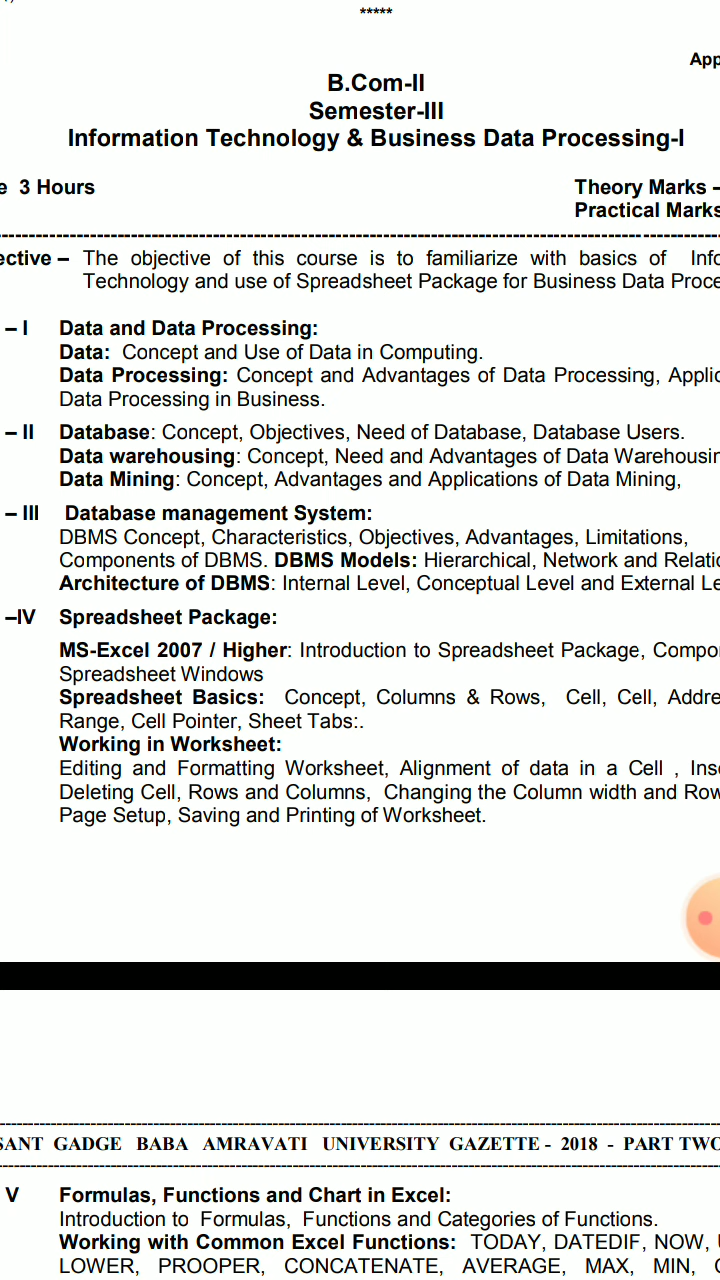 *****
B.Com-II
Semester-III
Information Technology & Business Data Processing-I
3 Hours
Theory Marks –
Practical Marks
– The objective of this course is to familiarize with basics of
Technology and use of Spreadsheet Package for Business Data
– I Data and Data Processing:
Data: Concept and Use of Data in Computing.
Data Processing: Concept and Advantages of Data Processing,
Data Processing in Business.
– II Database: Concept, Objectives, Need of Database, Database Users.
Data warehousing: Concept, Need and Advantages of Data
Data Mining: Concept, Advantages and Applications of Data Mining,
– III Database management System:
DBMS Concept, Characteristics, Objectives, Advantages, Limitations,
Components of DBMS. DBMS Models: Hierarchical, Network and
Architecture of DBMS: Internal Level, Conceptual Level and External
–IV Spreadsheet Package:
MS-Excel 2007 / Higher: Introduction to Spreadsheet Package,
Spreadsheet Windows
Spreadsheet Basics: Concept, Columns & Rows, Cell, Cell,
Range, Cell Pointer, Sheet Tabs:.
Working in Worksheet:
Editing and Formatting Worksheet, Alignment of data in a Cell ,
Deleting Cell, Rows and Columns, Changing the Column width and Row
Page Setup, Saving and Printing of Worksheet.
SANT GADGE BABA AMRAVATI UNIVERSITY GAZETTE - 2018 - PART TWO
V Formulas, Functions and Chart in Excel:
Introduction to Formulas, Functions and Categories of Functions.
Working with Common Excel Functions: TODAY, DATEDIF, NOW,
LOWER, PROOPER, CONCATENATE, AVERAGE, MAX, MIN,